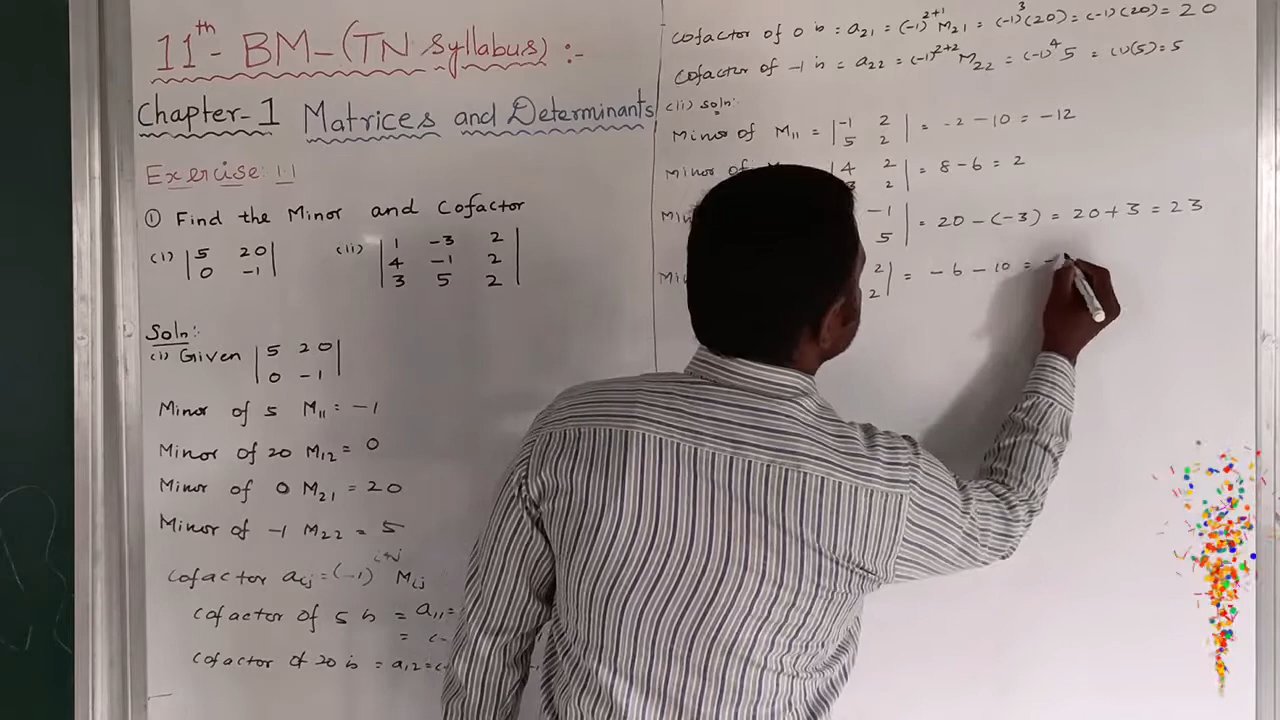 11th - BM - (TN Syllabus) :-
Chapter-1 Matrices and Determinants
Exercise: 1.1
① Find the Minor and Cofactor
(i) | 5 20 | (ii) | 1 -3 2 |
| 0 -1 | | 4 -1 2 |
| 3 5 2 |
Soln:
(i) Given | 5 20 |
| 0 -1 |
Minor of 5 M₁₁ = -1
Minor of 20 M₁₂ = 0
Minor of 0 M₂₁ = 20
Minor of -1 M₂₂ = 5
cofactor aᵢⱼ = (-1)ⁱ⁺ʲ Mᵢⱼ
cofactor of 5 is = a₁₁ =
= (-
cofactor of 20 is = a₁₂ = (-
cofactor of 0 is = a₂₁ = (-1)²⁺¹ M₂₁ = (-1)³(20) = (-1)(20) = 20
cofactor of -1 is = a₂₂ = (-1)²⁺² M₂₂ = (-1)⁴ 5 = (1)(5) = 5
(ii) soln:
Minor of M₁₁ = | -1 2 | = -2 - 10 = -12
| 5 2 |
Minor of | 4 2 | = 8 - 6 = 2
2 |
-1 | = 20 - (-3) = 20 + 3 = 23
5 |
2 | = -6 - 10 = -
2 |